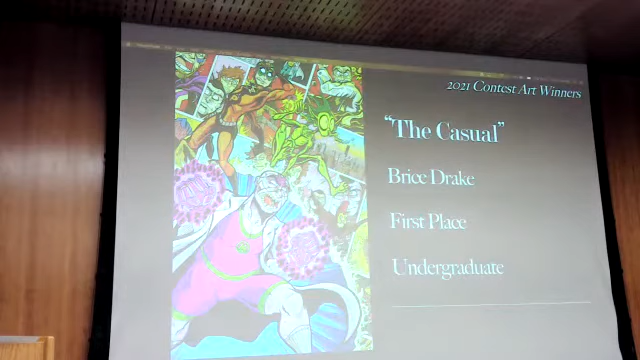 2021 Contest Art Winners
"The Casual"
Brice Drake
First Place
Undergraduate